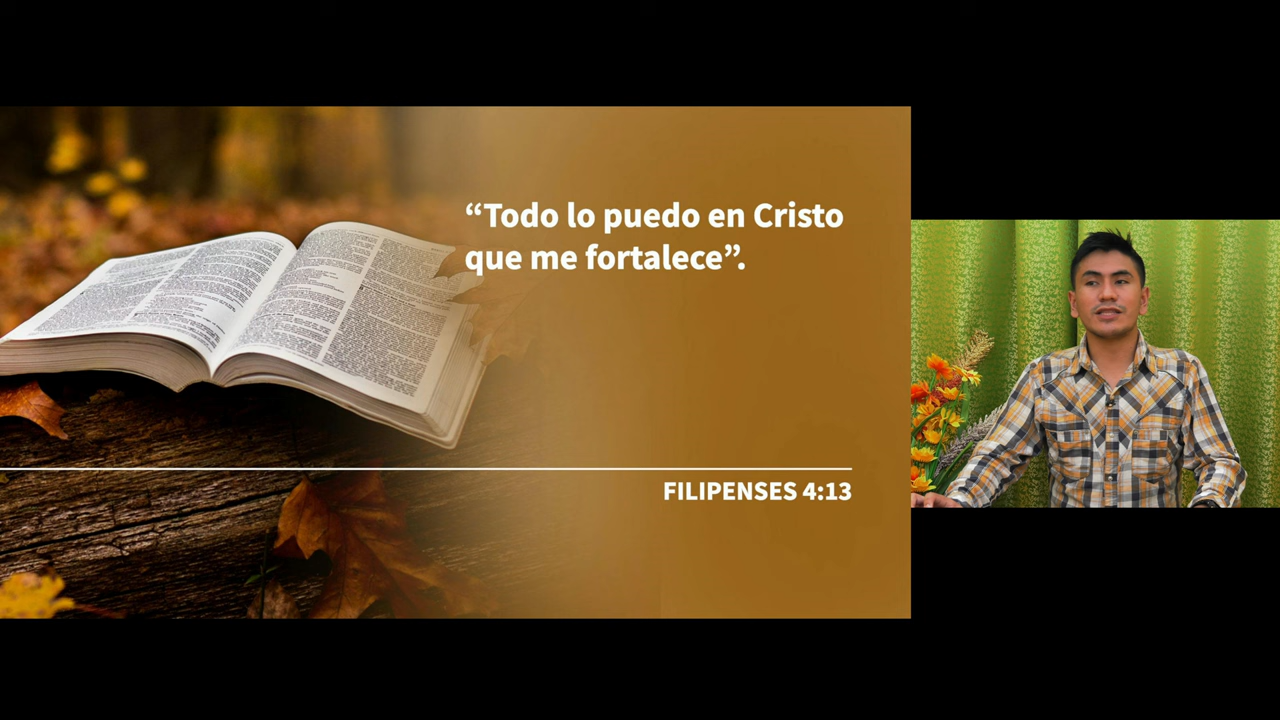 “Todo lo puedo en Cristo
que me fortalece”.
FILIPENSES 4:13